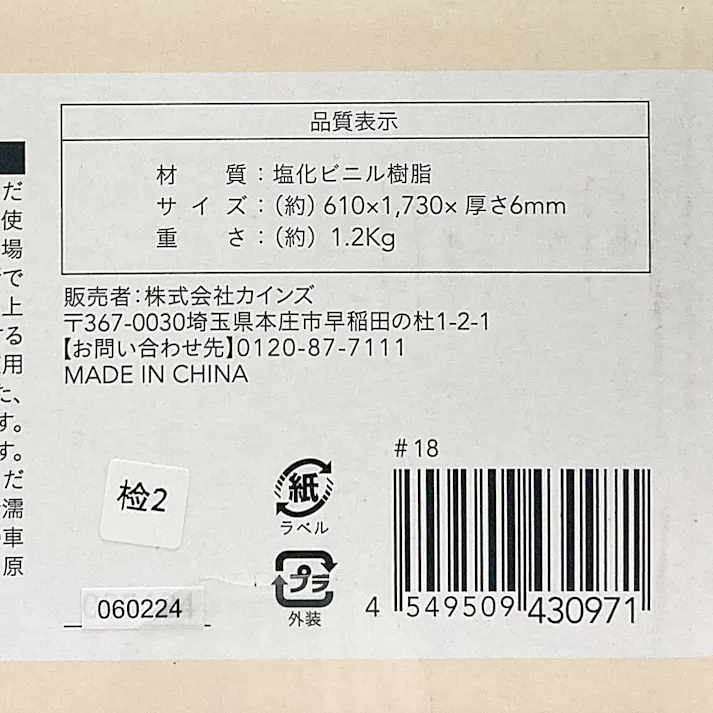 品質表示
材質：塩化ビニル樹脂
サイズ：（約）610×1,730×厚さ6mm
重さ：（約）1.2Kg
販売者：株式会社カインズ
〒367-0030埼玉県本庄市早稲田の杜1-2-1
【お問い合わせ先】0120-87-7111
MADE IN CHINA
だ
使
場
で
上
する
用
た、
す。
す。
だ
濡
車
原
#18
检2
紙
ラベル
プラ
外装
060224
4 549509 430971